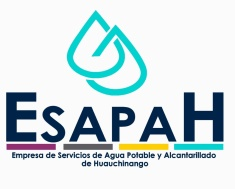 ESAPAH
Empresa de Servicios de Agua Potable y Alcantarillado
de Huauchinango